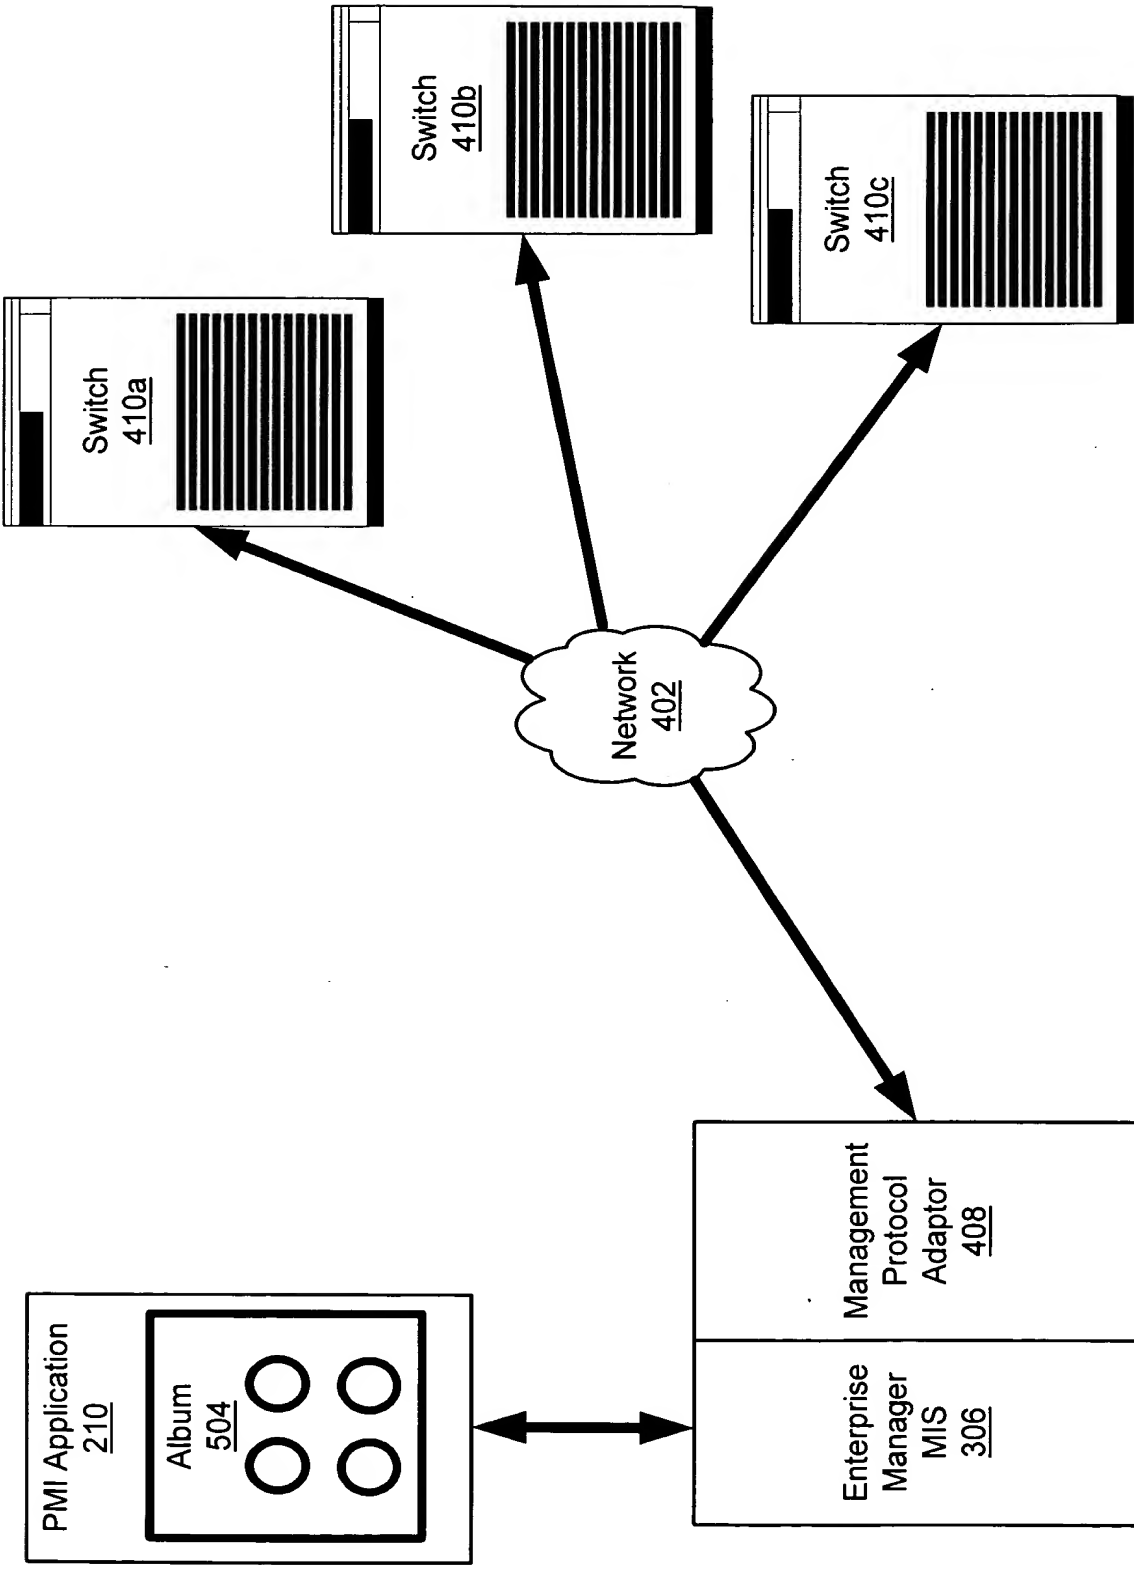 PMI Application
210
Album
504
Enterprise
Manager
MIS
306
Management
Protocol
Adaptor
408
Network
402
Switch
410a
Switch
410b
Switch
410c